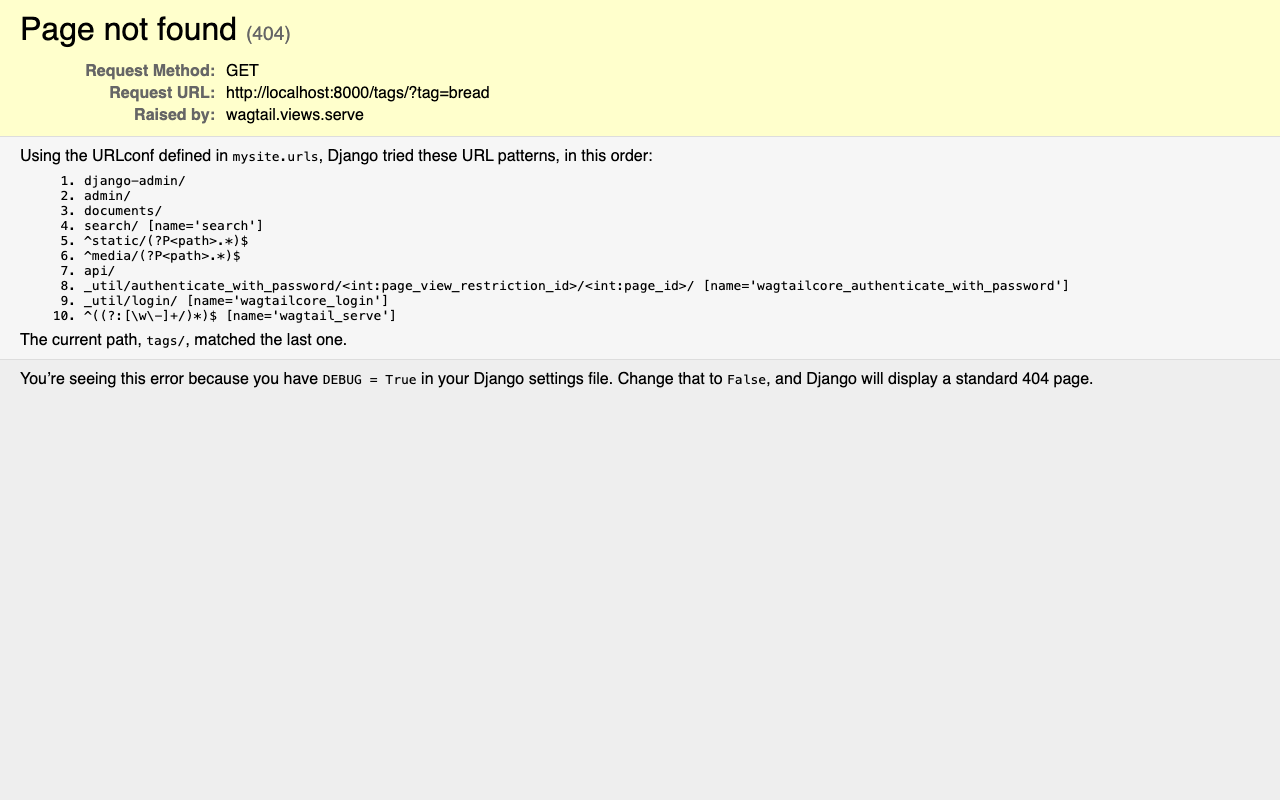 Page not found (404)
Request Method: GET
Request URL: http://localhost:8000/tags/?tag=bread
Raised by: wagtail.views.serve
Using the URLconf defined in mysite.urls, Django tried these URL patterns, in this order:
1. django-admin/
2. admin/
3. documents/
4. search/ [name='search']
5. ^static/(?P<path>.*)$
6. ^media/(?P<path>.*)$
7. api/
8. _util/authenticate_with_password/<int:page_view_restriction_id>/<int:page_id>/ [name='wagtailcore_authenticate_with_password']
9. _util/login/ [name='wagtailcore_login']
10. ^((?:[\w\-]+/)*)$ [name='wagtail_serve']
The current path, tags/, matched the last one.
You’re seeing this error because you have DEBUG = True in your Django settings file. Change that to False, and Django will display a standard 404 page.